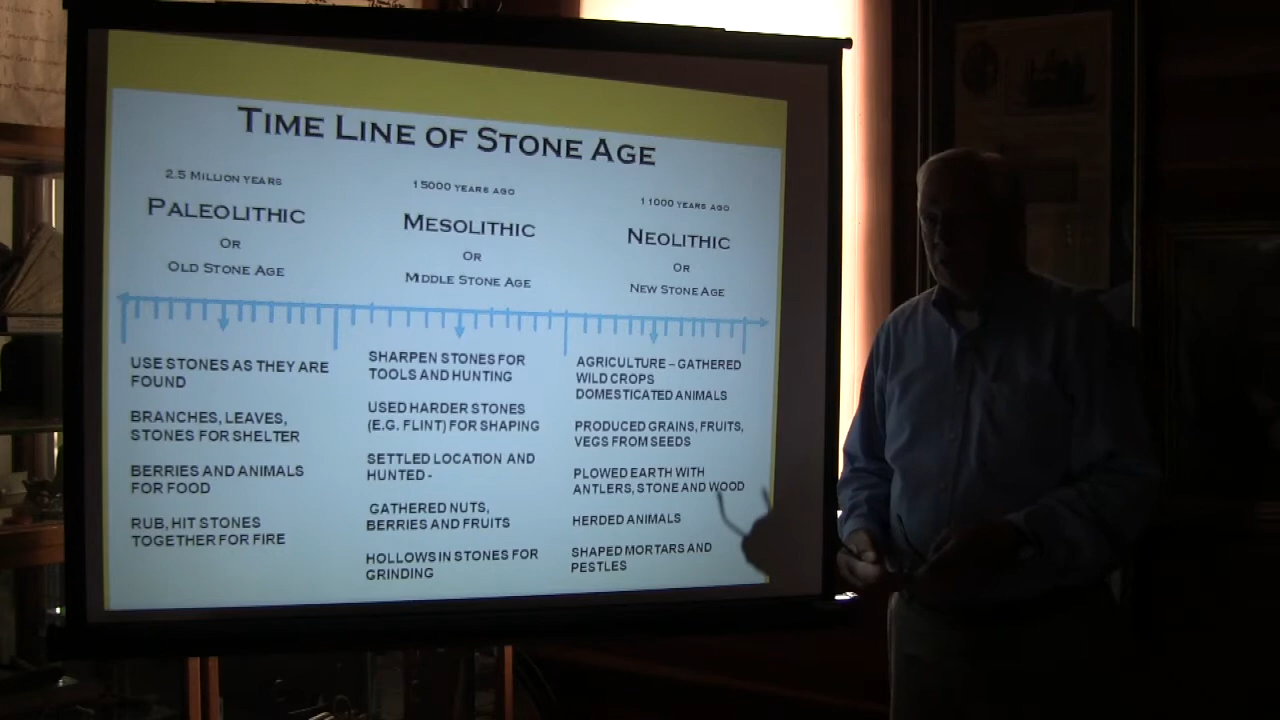 TIME LINE OF STONE AGE
2.5 MILLION YEARS
PALEOLITHIC
OR
OLD STONE AGE
15000 YEARS AGO
MESOLITHIC
OR
MIDDLE STONE AGE
11000 YEARS AGO
NEOLITHIC
OR
NEW STONE AGE
USE STONES AS THEY ARE
FOUND
BRANCHES, LEAVES,
STONES FOR SHELTER
BERRIES AND ANIMALS
FOR FOOD
RUB, HIT STONES
TOGETHER FOR FIRE
SHARPEN STONES FOR
TOOLS AND HUNTING
USED HARDER STONES
(E.G. FLINT) FOR SHAPING
SETTLED LOCATION AND
HUNTED -
GATHERED NUTS,
BERRIES AND FRUITS
HOLLOWS IN STONES FOR
GRINDING
AGRICULTURE – GATHERED
WILD CROPS
DOMESTICATED ANIMALS
PRODUCED GRAINS, FRUITS,
VEGS FROM SEEDS
PLOWED EARTH WITH
ANTLERS, STONE AND WOOD
HERDED ANIMALS
SHAPED MORTARS AND
PESTLES